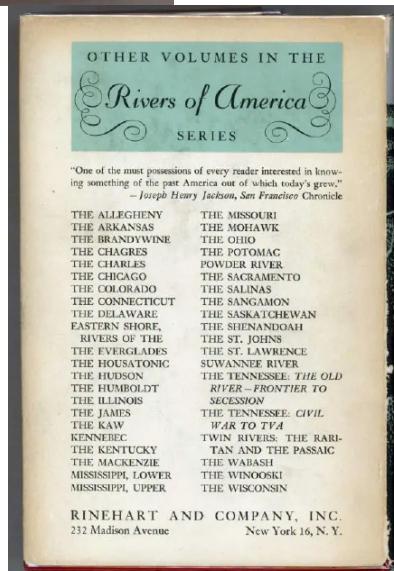 OTHER VOLUMES IN THE
Rivers of America
SERIES
"One of the must possessions of every reader interested in know-
ing something of the past America out of which today's grew."
– Joseph Henry Jackson, San Francisco Chronicle
THE ALLEGHENY
THE ARKANSAS
THE BRANDYWINE
THE CHAGRES
THE CHARLES
THE CHICAGO
THE COLORADO
THE CONNECTICUT
THE DELAWARE
EASTERN SHORE,
RIVERS OF THE
THE EVERGLADES
THE HOUSATONIC
THE HUDSON
THE HUMBOLDT
THE ILLINOIS
THE JAMES
THE KAW
KENNEBEC
THE KENTUCKY
THE MACKENZIE
MISSISSIPPI, LOWER
MISSISSIPPI, UPPER
THE MISSOURI
THE MOHAWK
THE OHIO
THE POTOMAC
POWDER RIVER
THE SACRAMENTO
THE SALINAS
THE SANGAMON
THE SASKATCHEWAN
THE SHENANDOAH
THE ST. JOHNS
THE ST. LAWRENCE
SUWANNEE RIVER
THE TENNESSEE: THE OLD
RIVER – FRONTIER TO
SECESSION
THE TENNESSEE: CIVIL
WAR TO TVA
TWIN RIVERS: THE RARI-
TAN AND THE PASSAIC
THE WABASH
THE WINOOSKI
THE WISCONSIN
RINEHART AND COMPANY, INC.
232 Madison Avenue New York 16, N. Y.